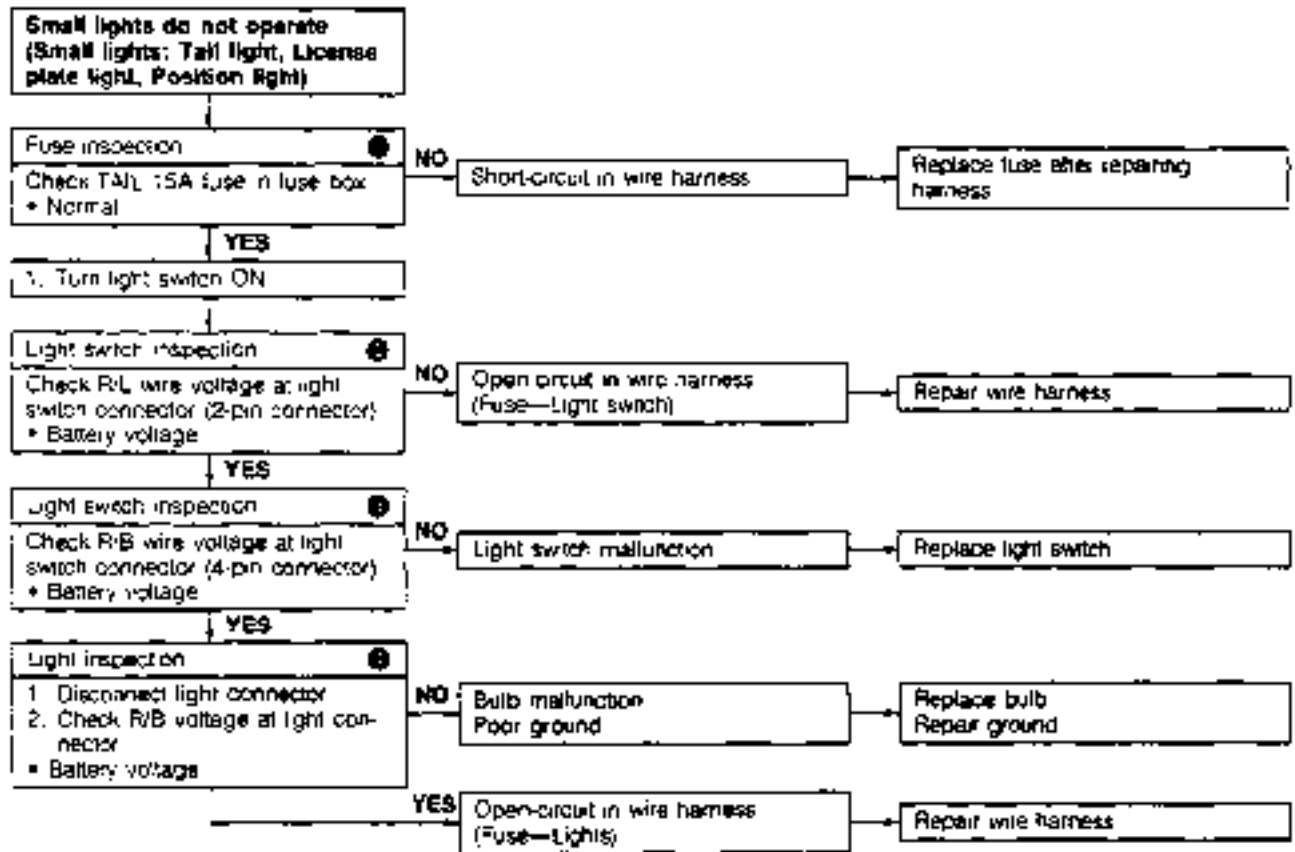 Small lights do not operate
(Small lights: Tail light, License
plate light, Position light)
Fuse inspection
Check TAIL 15A fuse in fuse box
• Normal
NO
Short-circuit in wire harness
Replace fuse after repairing
harness
YES
1. Turn light switch ON
Light switch inspection
Check R/L wire voltage at light
switch connector (2-pin connector)
• Battery voltage
NO
Open circuit in wire harness
(Fuse—Light switch)
Repair wire harness
YES
Light switch inspection
Check R/B wire voltage at light
switch connector (4-pin connector)
• Battery voltage
NO
Light switch malfunction
Replace light switch
YES
Light inspection
1. Disconnect light connector
2. Check R/B voltage at light con-
nector
• Battery voltage
NO
Bulb malfunction
Poor ground
Replace bulb
Repair ground
YES
Open-circuit in wire harness
(Fuse—Lights)
Repair wire harness